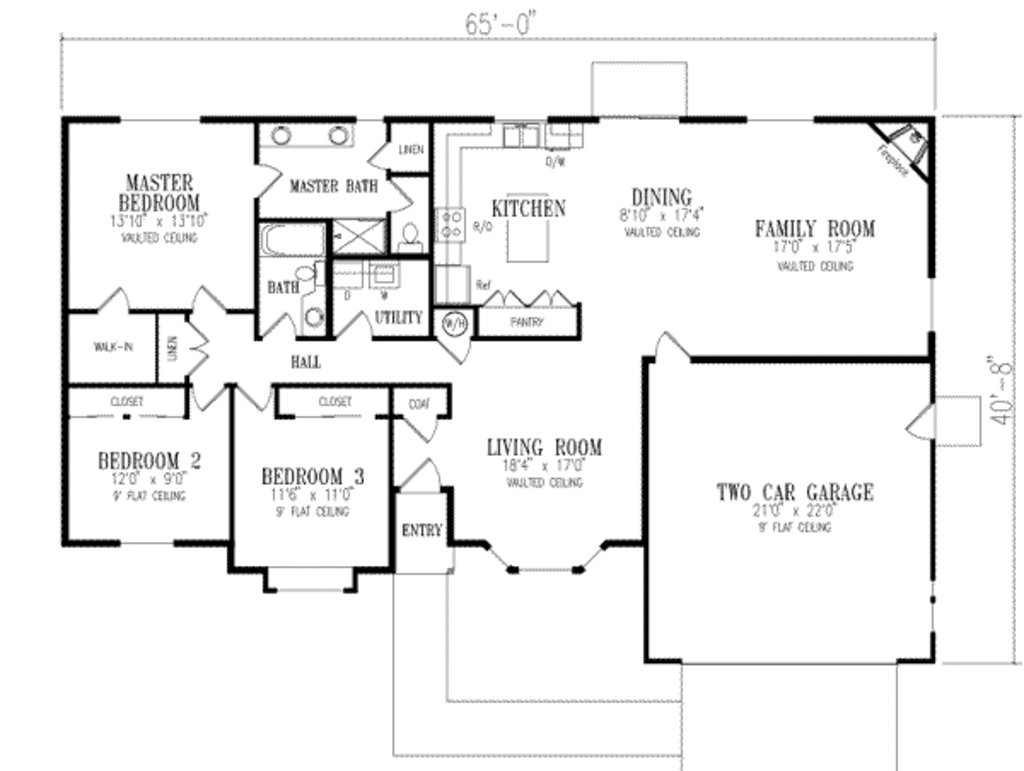 65'-0"
MASTER
BEDROOM
13'10" x 13'10"
VAULTED CEILING
MASTER BATH
LINEN
D/W
KITCHEN
R/O
Ref
DINING
8'10" x 17'4"
VAULTED CEILING
FAMILY ROOM
17'0" x 17'5"
VAULTED CEILING
Fireplace
BATH
D
W
UTILITY
W/H
PANTRY
WALK-IN
LINEN
HALL
40'-8"
CLOSET
CLOSET
COAT
BEDROOM 2
12'0" x 9'0"
9' FLAT CEILING
BEDROOM 3
11'6" x 11'0"
9' FLAT CEILING
LIVING ROOM
18'4" x 17'0"
VAULTED CEILING
ENTRY
TWO CAR GARAGE
21'0" x 22'0"
9' FLAT CEILING